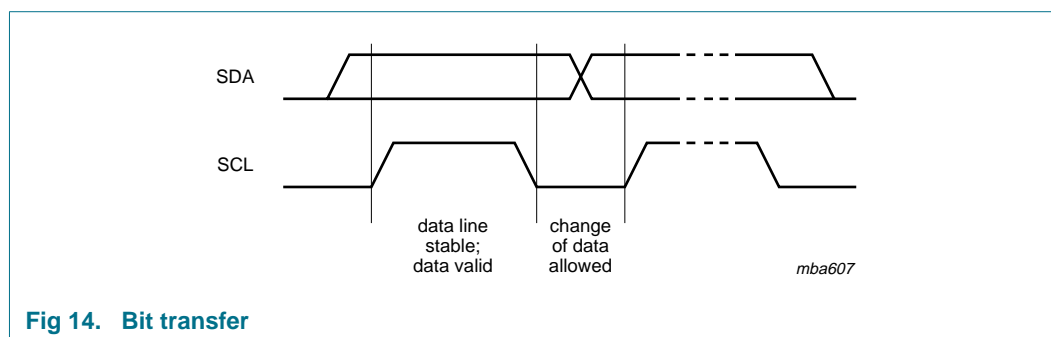 SDA
SCL
data line
stable;
data valid
change
of data
allowed
mba607
Fig 14. Bit transfer